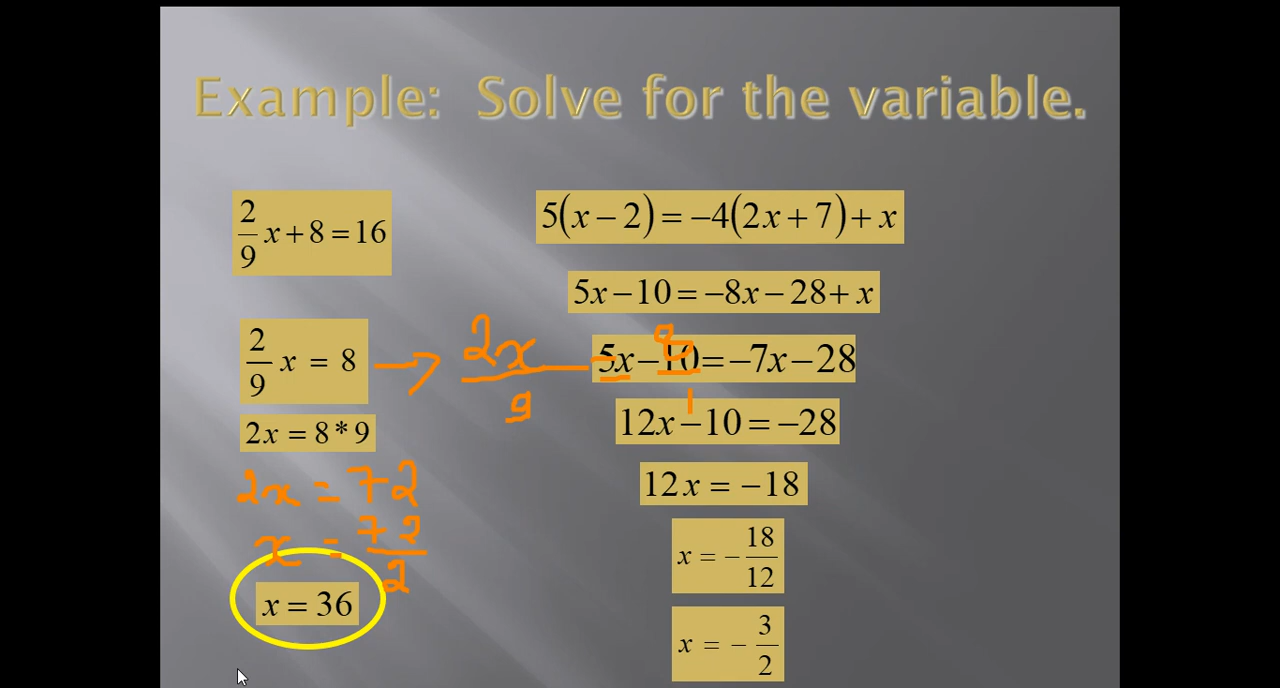 Example: Solve for the variable.
2/9 x + 8 = 16
2/9 x = 8 → 2x/9 = 8/1
2x = 8 * 9
2x = 72
x = 72/2
x = 36
5(x − 2) = −4(2x + 7) + x
5x − 10 = −8x − 28 + x
5x − 10 = −7x − 28
12x − 10 = −28
12x = −18
x = − 18/12
x = − 3/2